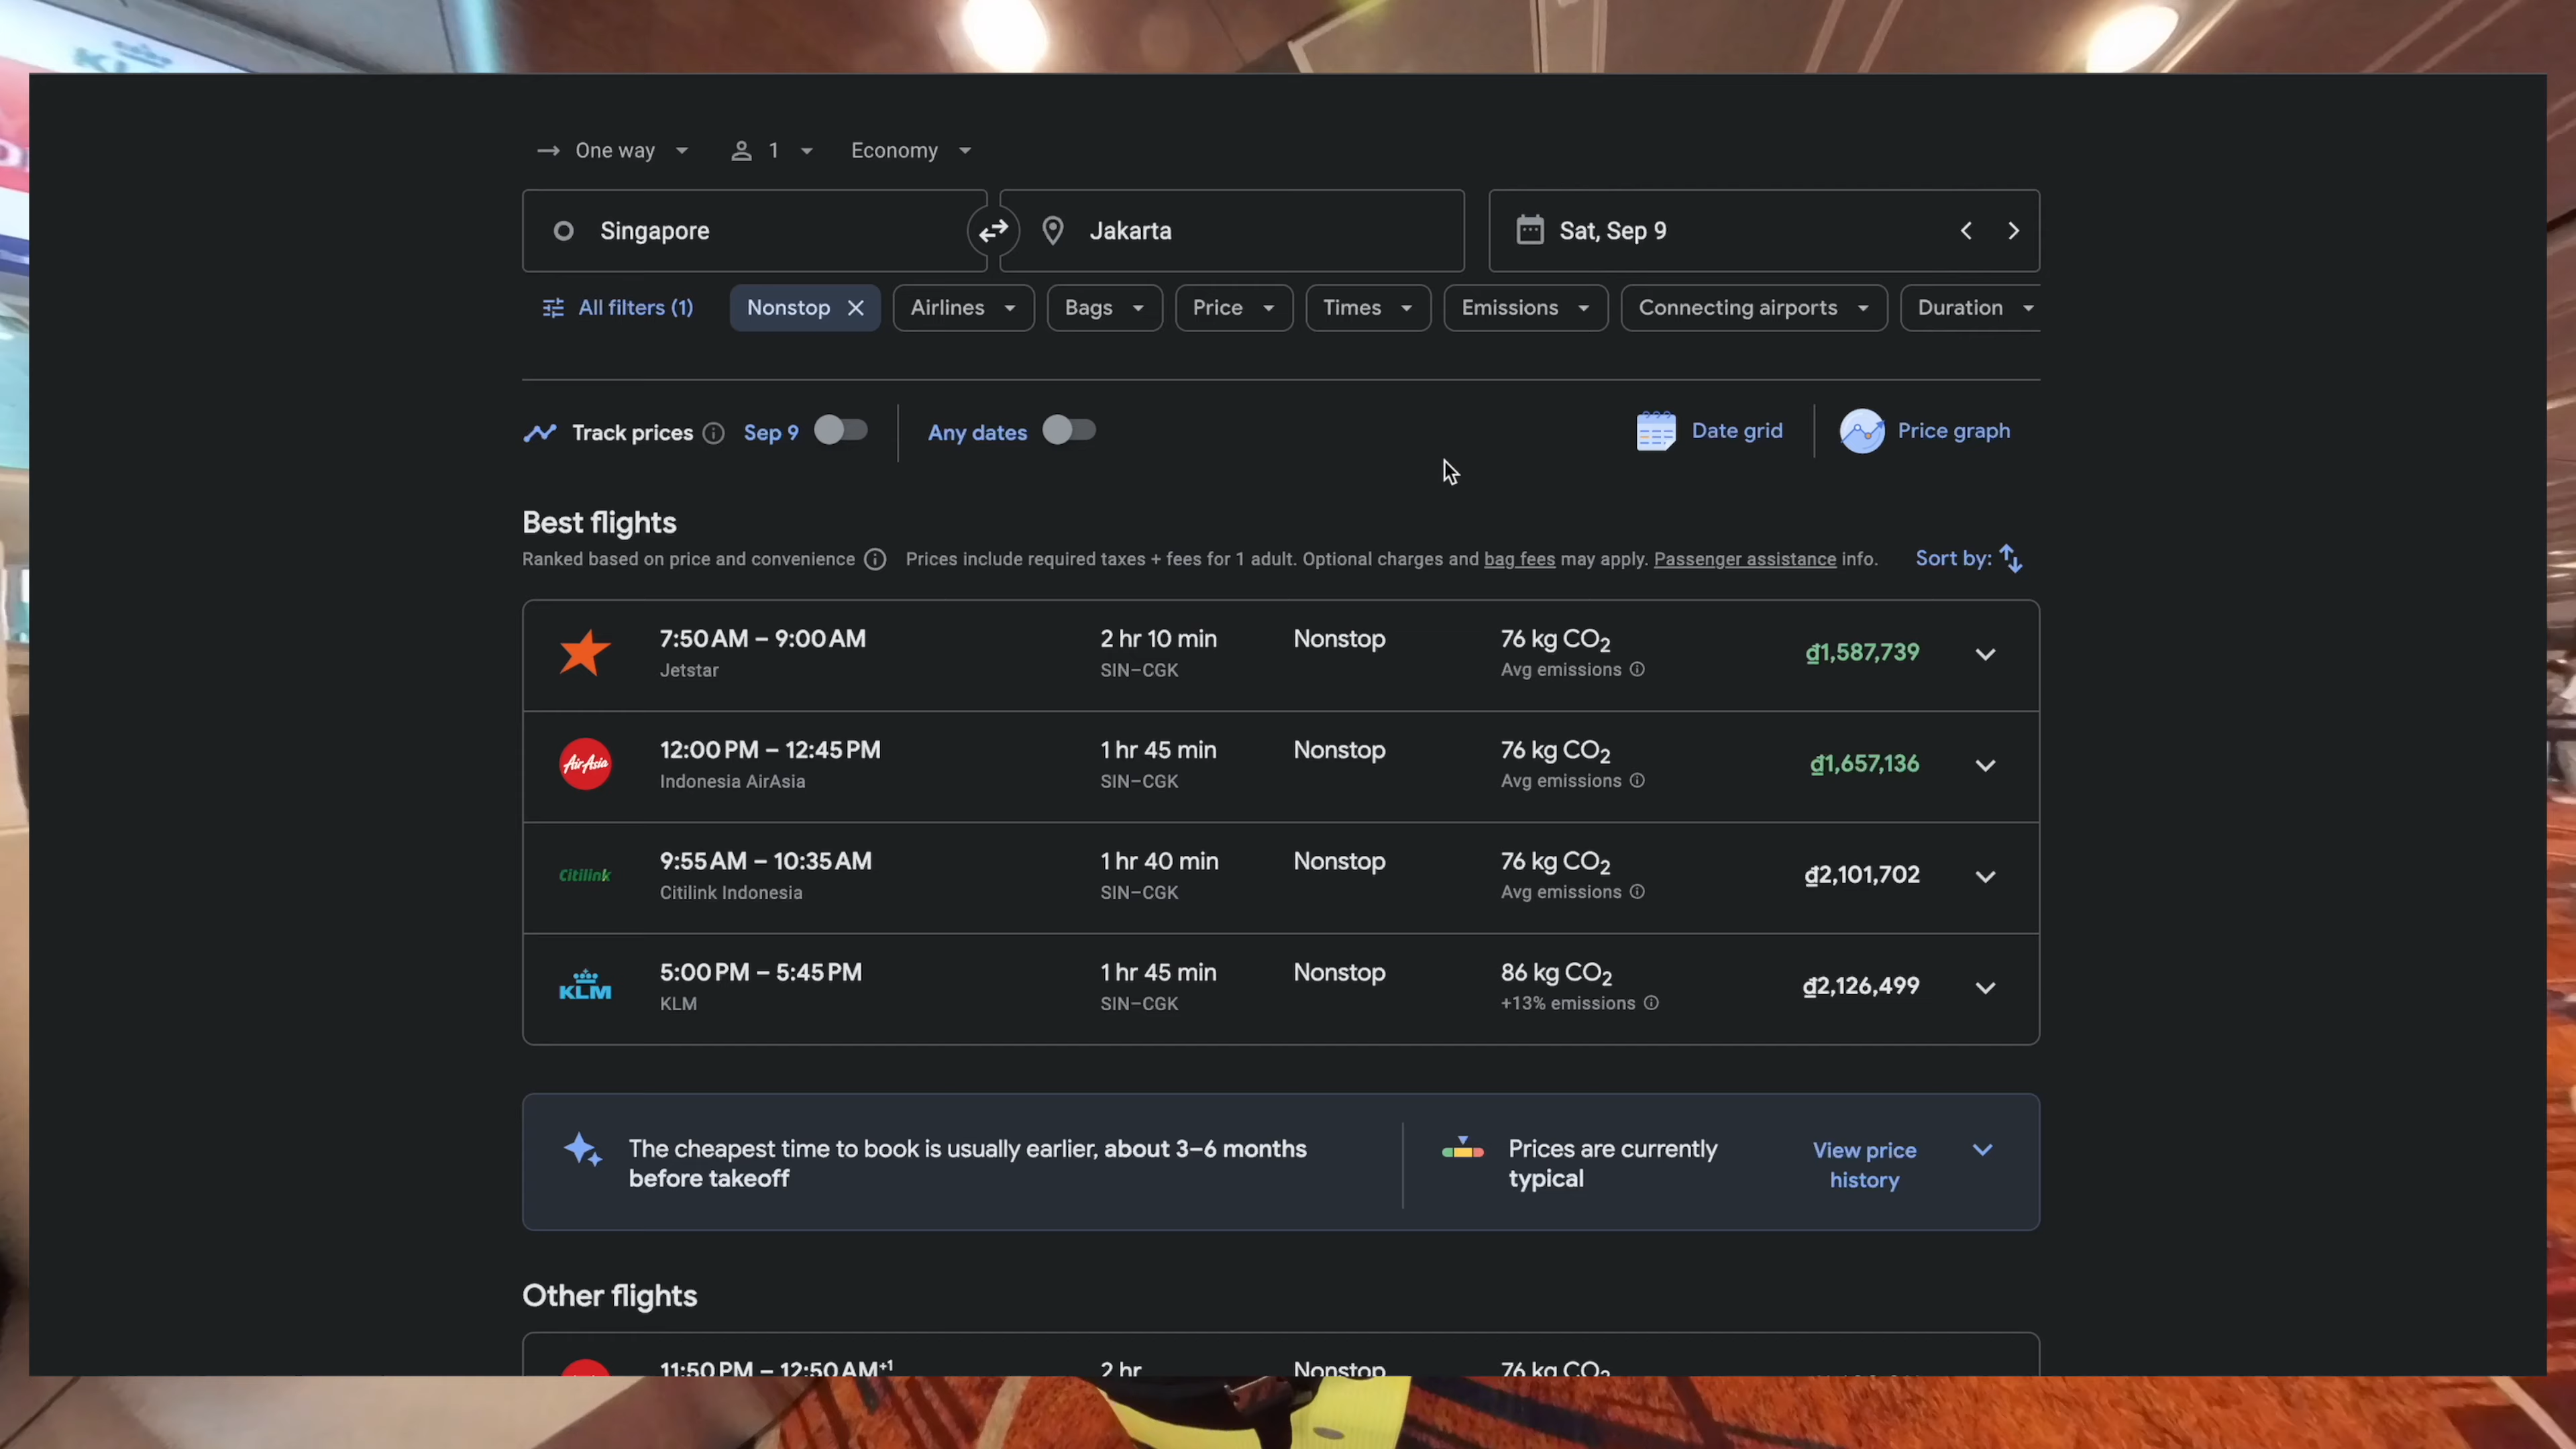 One way 1 Economy
Singapore Jakarta Sat, Sep 9
All filters (1) Nonstop Airlines Bags Price Times Emissions Connecting airports Duration
Track prices Sep 9 Any dates Date grid Price graph
Best flights
Ranked based on price and convenience Prices include required taxes + fees for 1 adult. Optional charges and bag fees may apply. Passenger assistance info. Sort by:
7:50 AM – 9:00 AM 2 hr 10 min Nonstop 76 kg CO2 ₫1,587,739
Jetstar SIN–CGK Avg emissions
AirAsia 12:00 PM – 12:45 PM 1 hr 45 min Nonstop 76 kg CO2 ₫1,657,136
Indonesia AirAsia SIN–CGK Avg emissions
Citilink 9:55 AM – 10:35 AM 1 hr 40 min Nonstop 76 kg CO2 ₫2,101,702
Citilink Indonesia SIN–CGK Avg emissions
KLM 5:00 PM – 5:45 PM 1 hr 45 min Nonstop 86 kg CO2 ₫2,126,499
KLM SIN–CGK +13% emissions
The cheapest time to book is usually earlier, about 3–6 months
before takeoff
Prices are currently
typical
View price
history
Other flights
11:50 PM – 12:50 AM+1 2 hr Nonstop 76 kg CO2